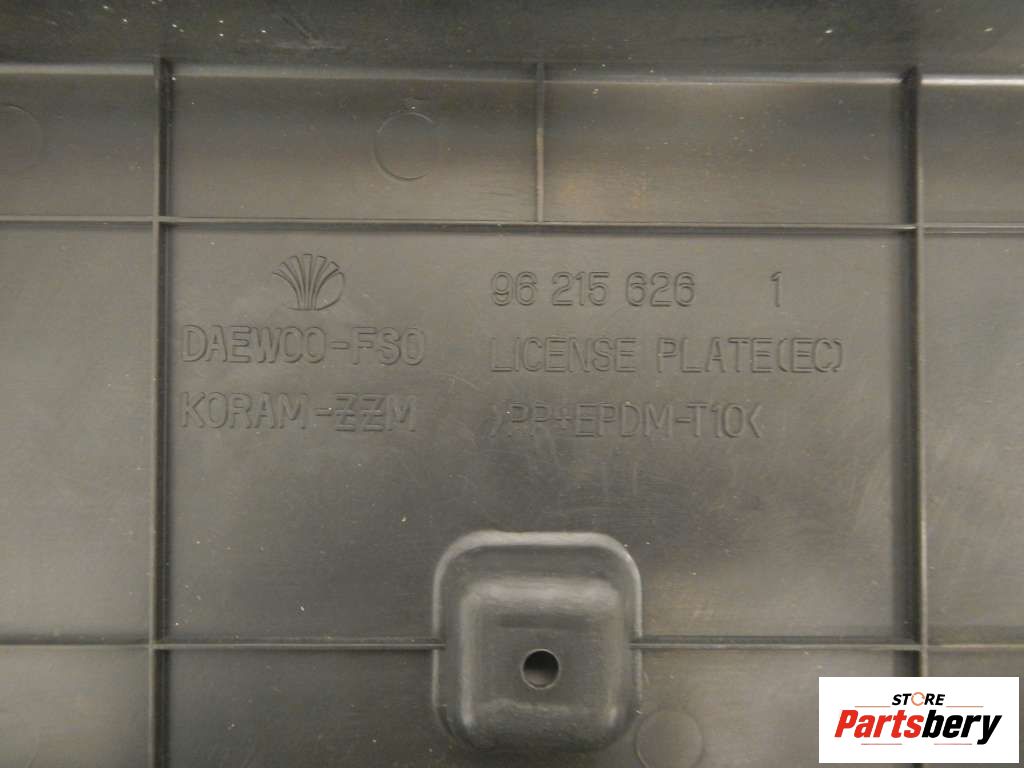 96 215 626 1
DAEWOO-FSO LICENSE PLATE(EC)
KORAM-ZZM >PP+EPDM-T10<
STORE
Partsbery